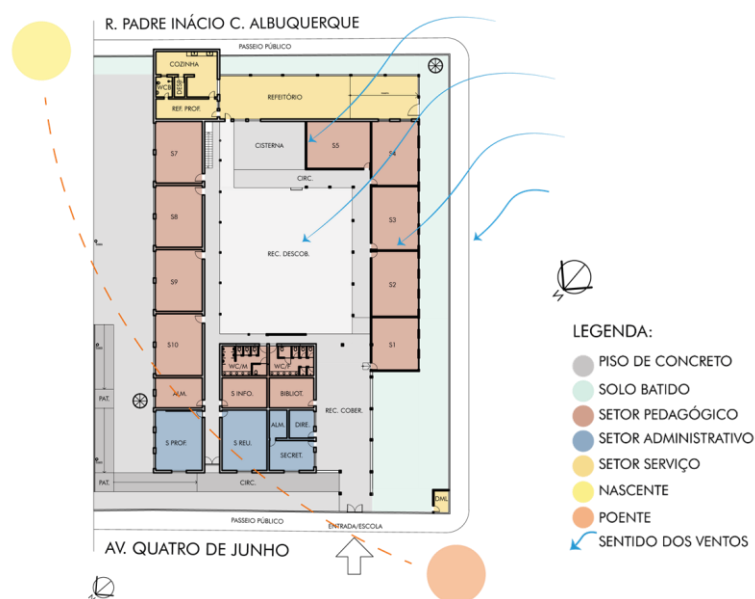 R. PADRE INÁCIO C. ALBUQUERQUE
PASSEIO PÚBLICO
COZINHA
WCB
DESP.
REFEITÓRIO
REF. PROF.
CISTERNA
S5
S4
S7
CIRC.
S8
S3
REC. DESCOB.
S9
S2
S10
S1
WC/M
WC/F
PAT.
ALM.
S INFO.
BIBLIOT.
REC. COBER.
S PROF.
S REU.
ALM.
DIRE.
SECRET.
PAT.
CIRC.
DML
PASSEIO PÚBLICO
ENTRADA/ESCOLA
AV. QUATRO DE JUNHO
LEGENDA:
PISO DE CONCRETO
SOLO BATIDO
SETOR PEDAGÓGICO
SETOR ADMINISTRATIVO
SETOR SERVIÇO
NASCENTE
POENTE
SENTIDO DOS VENTOS